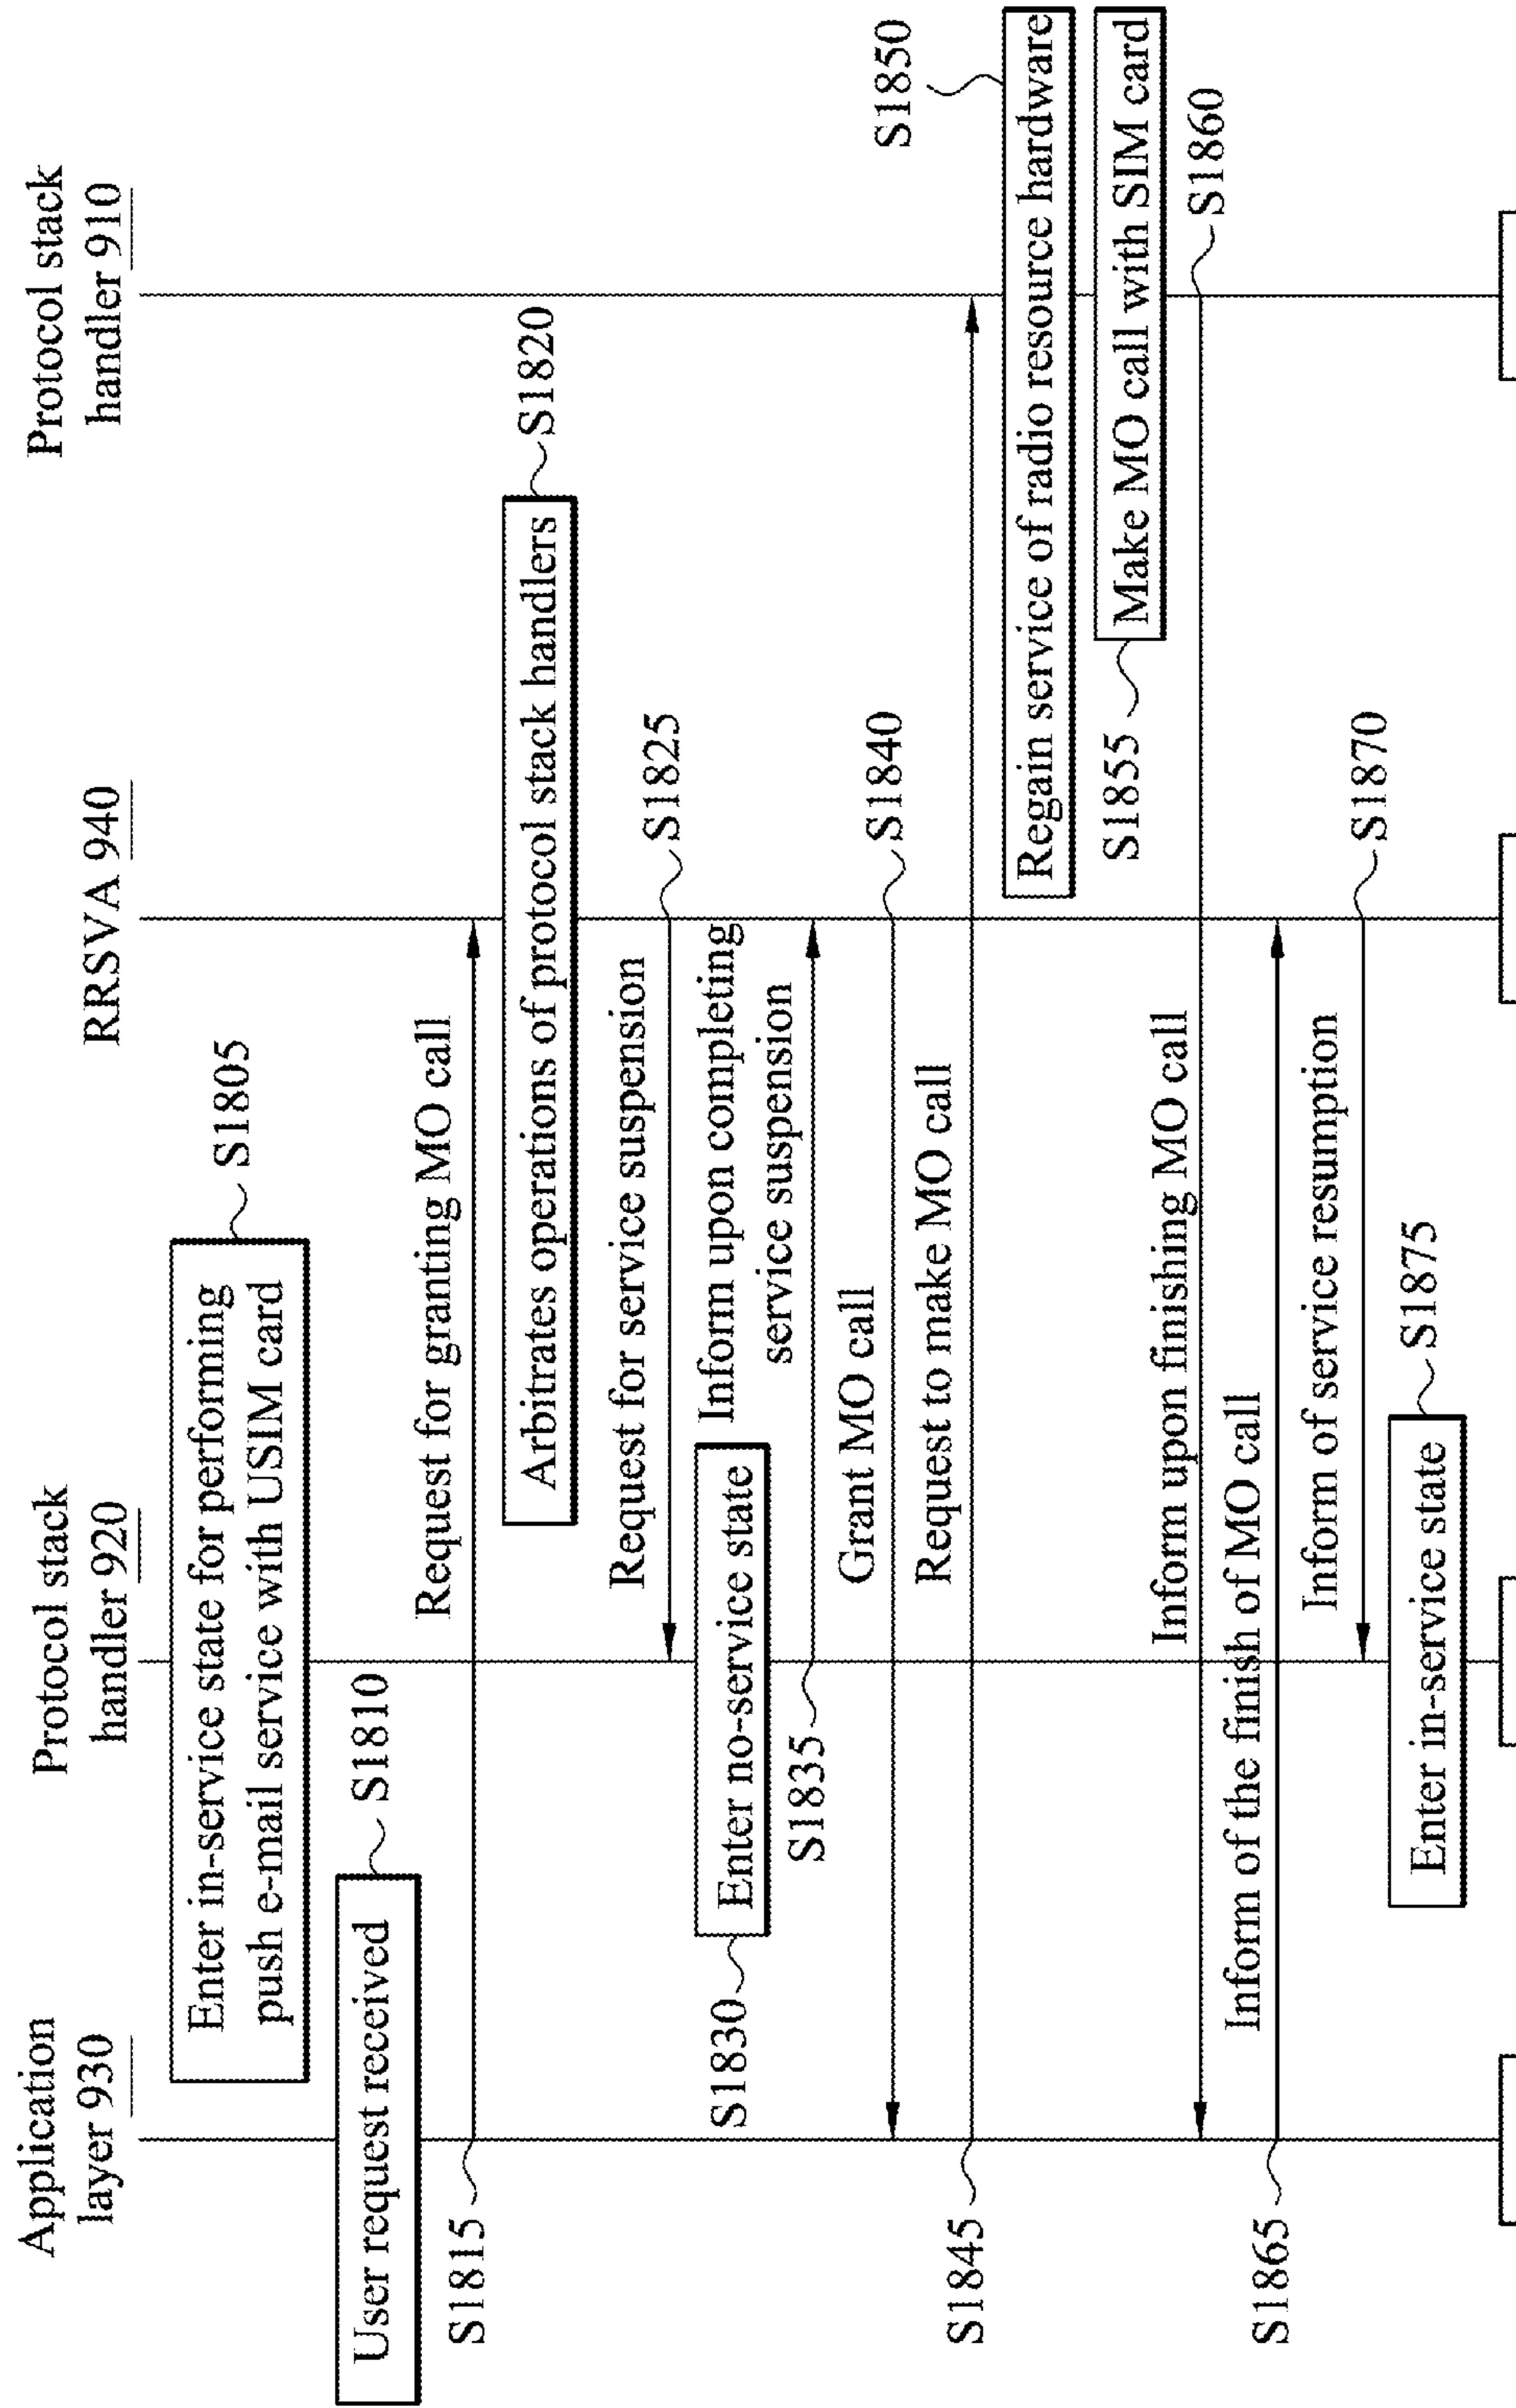 Application
layer 930
Protocol stack
handler 920
RRSVA 940
Protocol stack
handler 910
Enter in-service state for performing
push e-mail service with USIM card
S1805
User request received
S1810
S1815
Request for granting MO call
Arbitrates operations of protocol stack handlers
S1820
Request for service suspension
S1825
S1830
Enter no-service state
Inform upon completing
service suspension
S1835
Grant MO call
S1840
S1845
Request to make MO call
Regain service of radio resource hardware
S1850
S1855
Make MO call with SIM card
Inform upon finishing MO call
S1860
S1865
Inform of the finish of MO call
Inform of service resumption
S1870
Enter in-service state
S1875